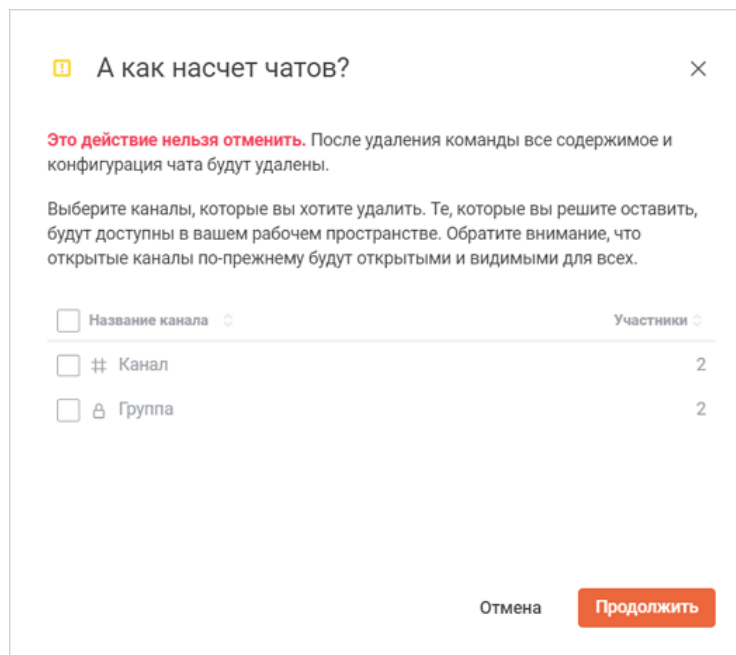 А как насчет чатов?
Это действие нельзя отменить. После удаления команды все содержимое и
конфигурация чата будут удалены.
Выберите каналы, которые вы хотите удалить. Те, которые вы решите оставить,
будут доступны в вашем рабочем пространстве. Обратите внимание, что
открытые каналы по-прежнему будут открытыми и видимыми для всех.
Название канала Участники
# Канал 2
Группа 2
Отмена Продолжить